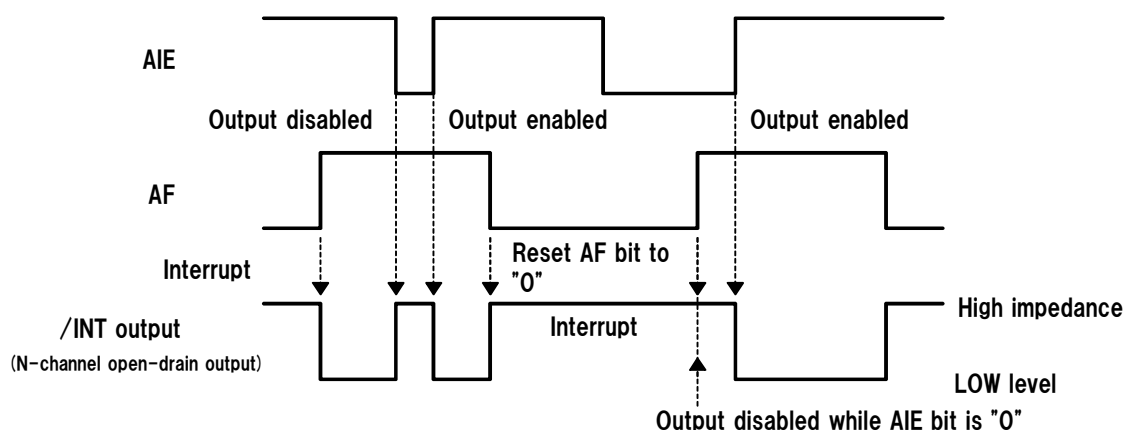 AIE
Output disabled
Output enabled
Output enabled
AF
Interrupt
Reset AF bit to
"0"
/INT output
(N-channel open-drain output)
Interrupt
High impedance
LOW level
Output disabled while AIE bit is "0"